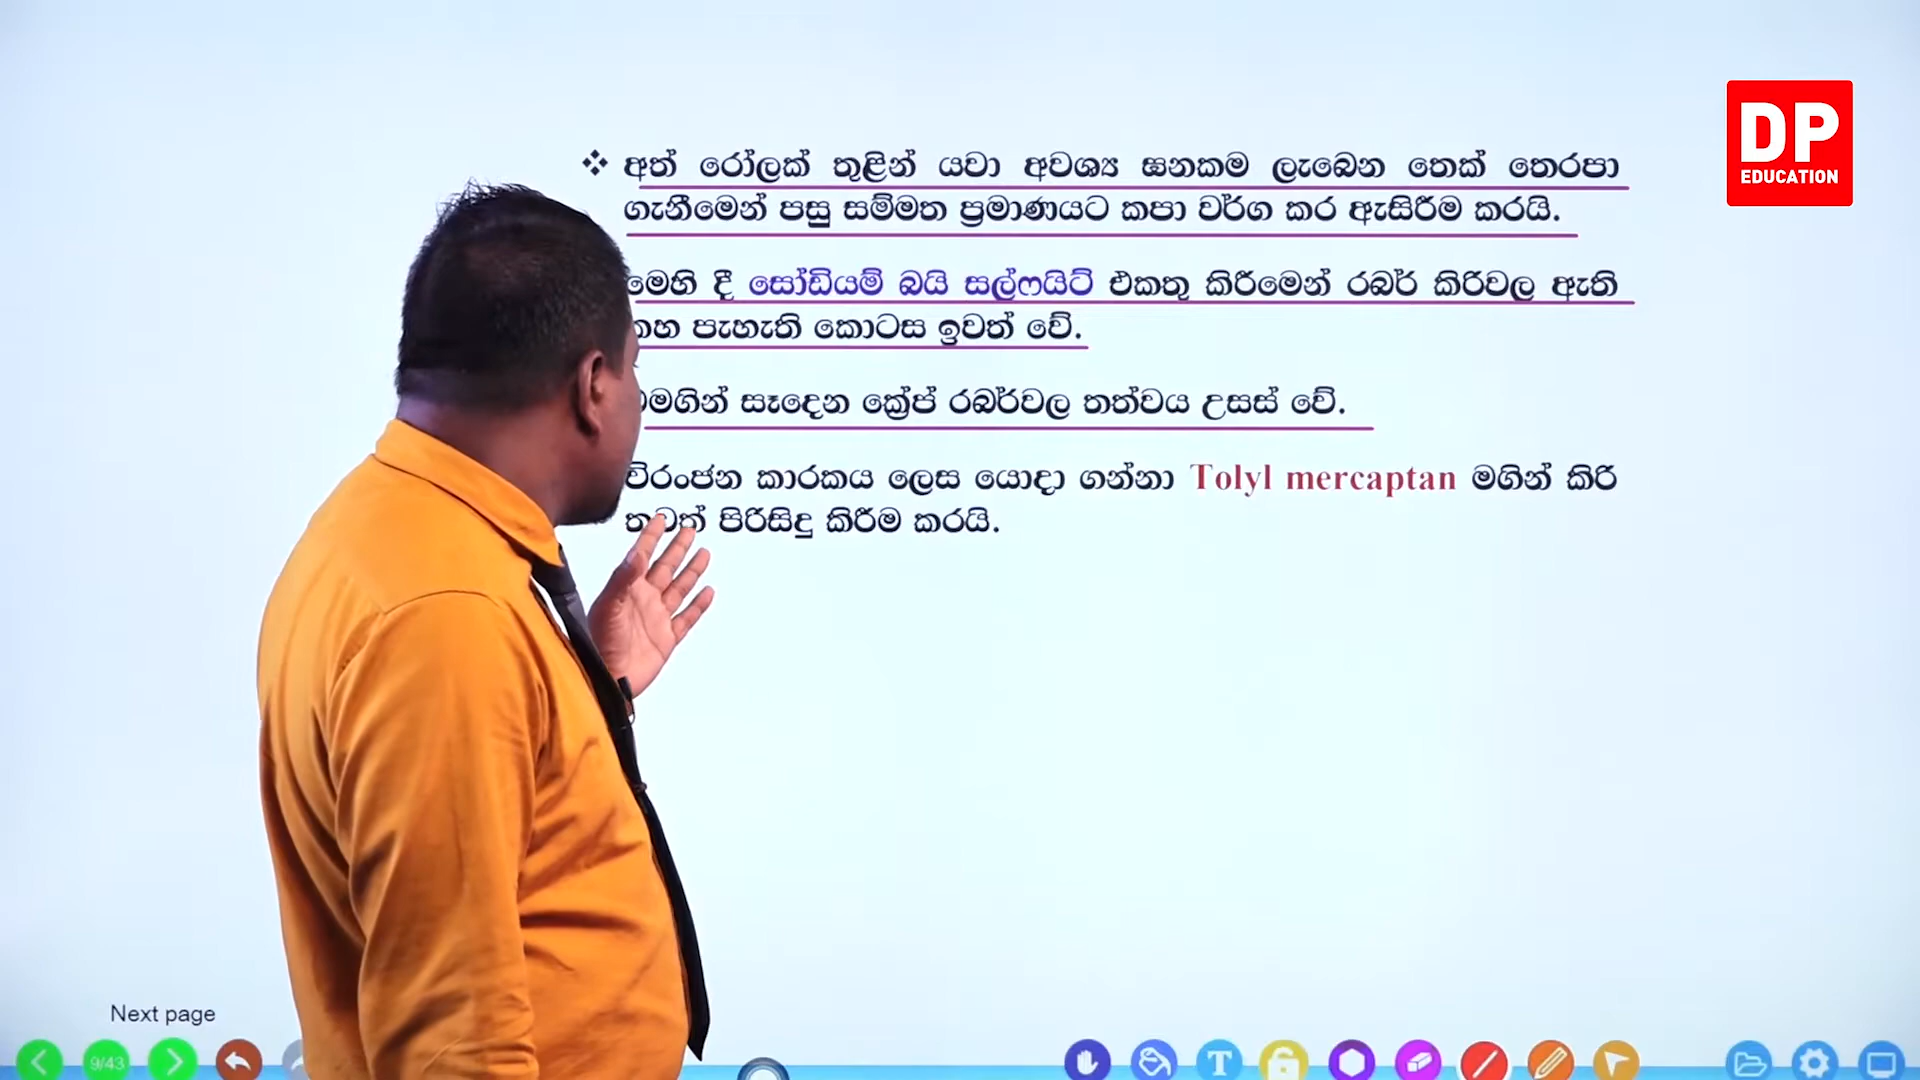 DP
EDUCATION
❖ අත් රෝලක් තුළින් යවා අවශ්‍ය ඝනකම ලැබෙන තෙක් තෙරපා
ගැනීමෙන් පසු සම්මත ප්‍රමාණයට කපා වර්ග කර ඇසිරීම කරයි.
මෙහි දී සෝඩියම් බයි සල්ෆයිට් එකතු කිරීමෙන් රබර් කිරිවල ඇති
පැහැති කොටස ඉවත් වේ.
සෑදෙන ක්‍රේප් රබර්වල තත්වය උසස් වේ.
විරංජන කාරකය ලෙස යොදා ගන්නා Tolyl mercaptan මගින් කිරි
තවත් පිරිසිදු කිරීම කරයි.
Next page
9/43
T